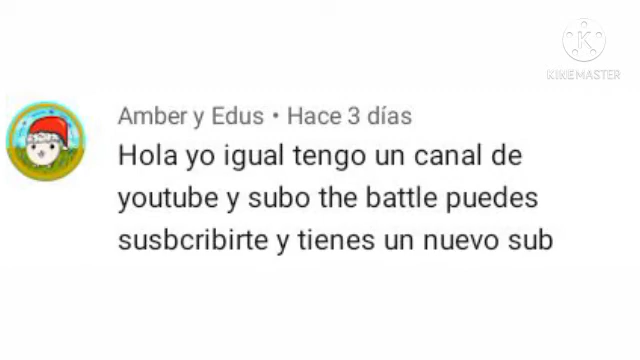 KINEMASTER
Amber y Edus • Hace 3 días
Hola yo igual tengo un canal de
youtube y subo the battle puedes
susbcribirte y tienes un nuevo sub